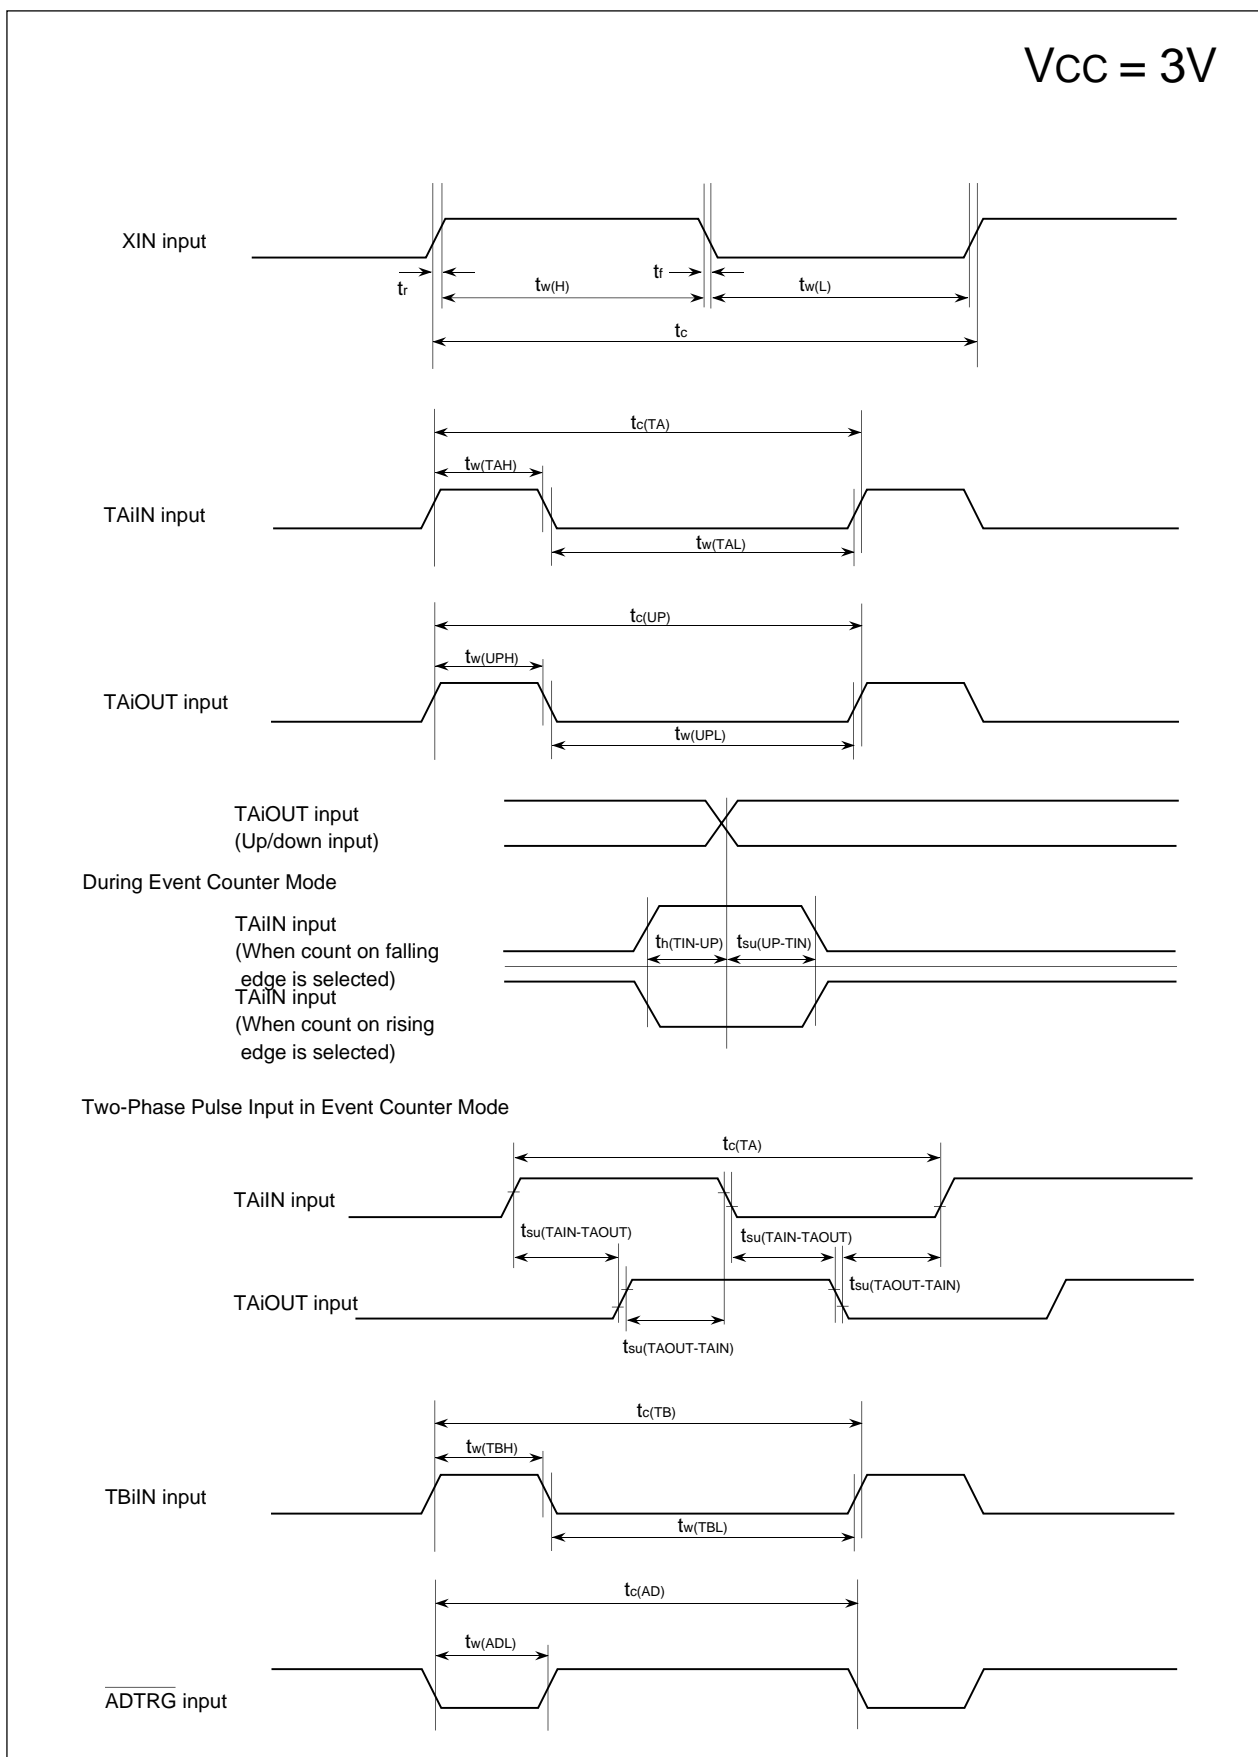 VCC = 3V
XIN input
tr
tw(H)
tf
tw(L)
tc
tc(TA)
tw(TAH)
TAiIN input
tw(TAL)
tc(UP)
tw(UPH)
TAiOUT input
tw(UPL)
TAiOUT input
(Up/down input)
During Event Counter Mode
TAiIN input
(When count on falling
edge is selected)
th(TIN-UP)
tsu(UP-TIN)
TAiIN input
(When count on rising
edge is selected)
Two-Phase Pulse Input in Event Counter Mode
tc(TA)
TAiIN input
tsu(TAIN-TAOUT)
tsu(TAIN-TAOUT)
tsu(TAOUT-TAIN)
TAiOUT input
tsu(TAOUT-TAIN)
tc(TB)
tw(TBH)
TBiIN input
tw(TBL)
tc(AD)
tw(ADL)
ADTRG input